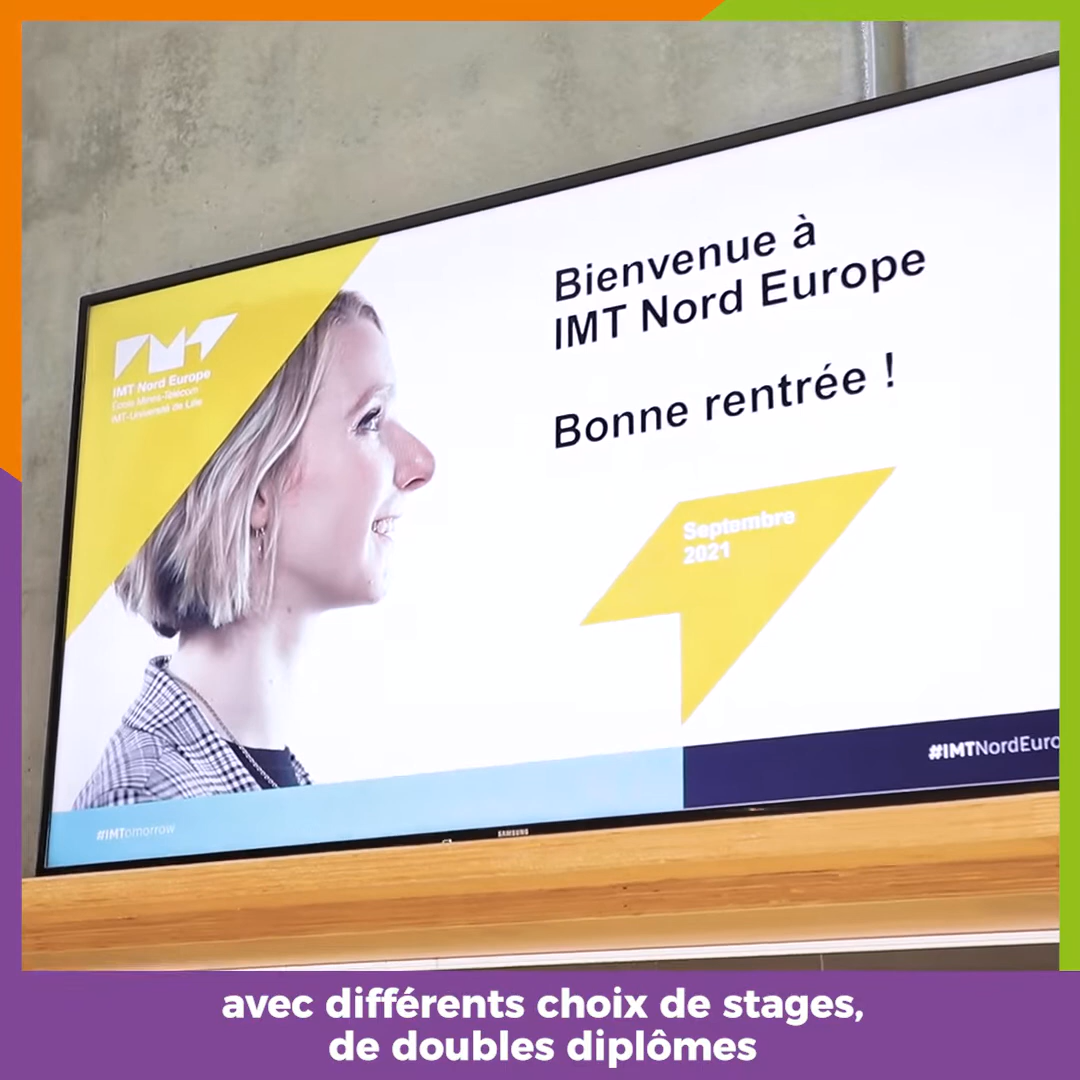 Bienvenue à
IMT Nord Europe
Bonne rentrée !
IMT Nord Europe
École Mines-Télécom
IMT-Université de Lille
Septembre
2021
#IMTNordEuro
#IMTomorrow
SAMSUNG
avec différents choix de stages,
de doubles diplômes